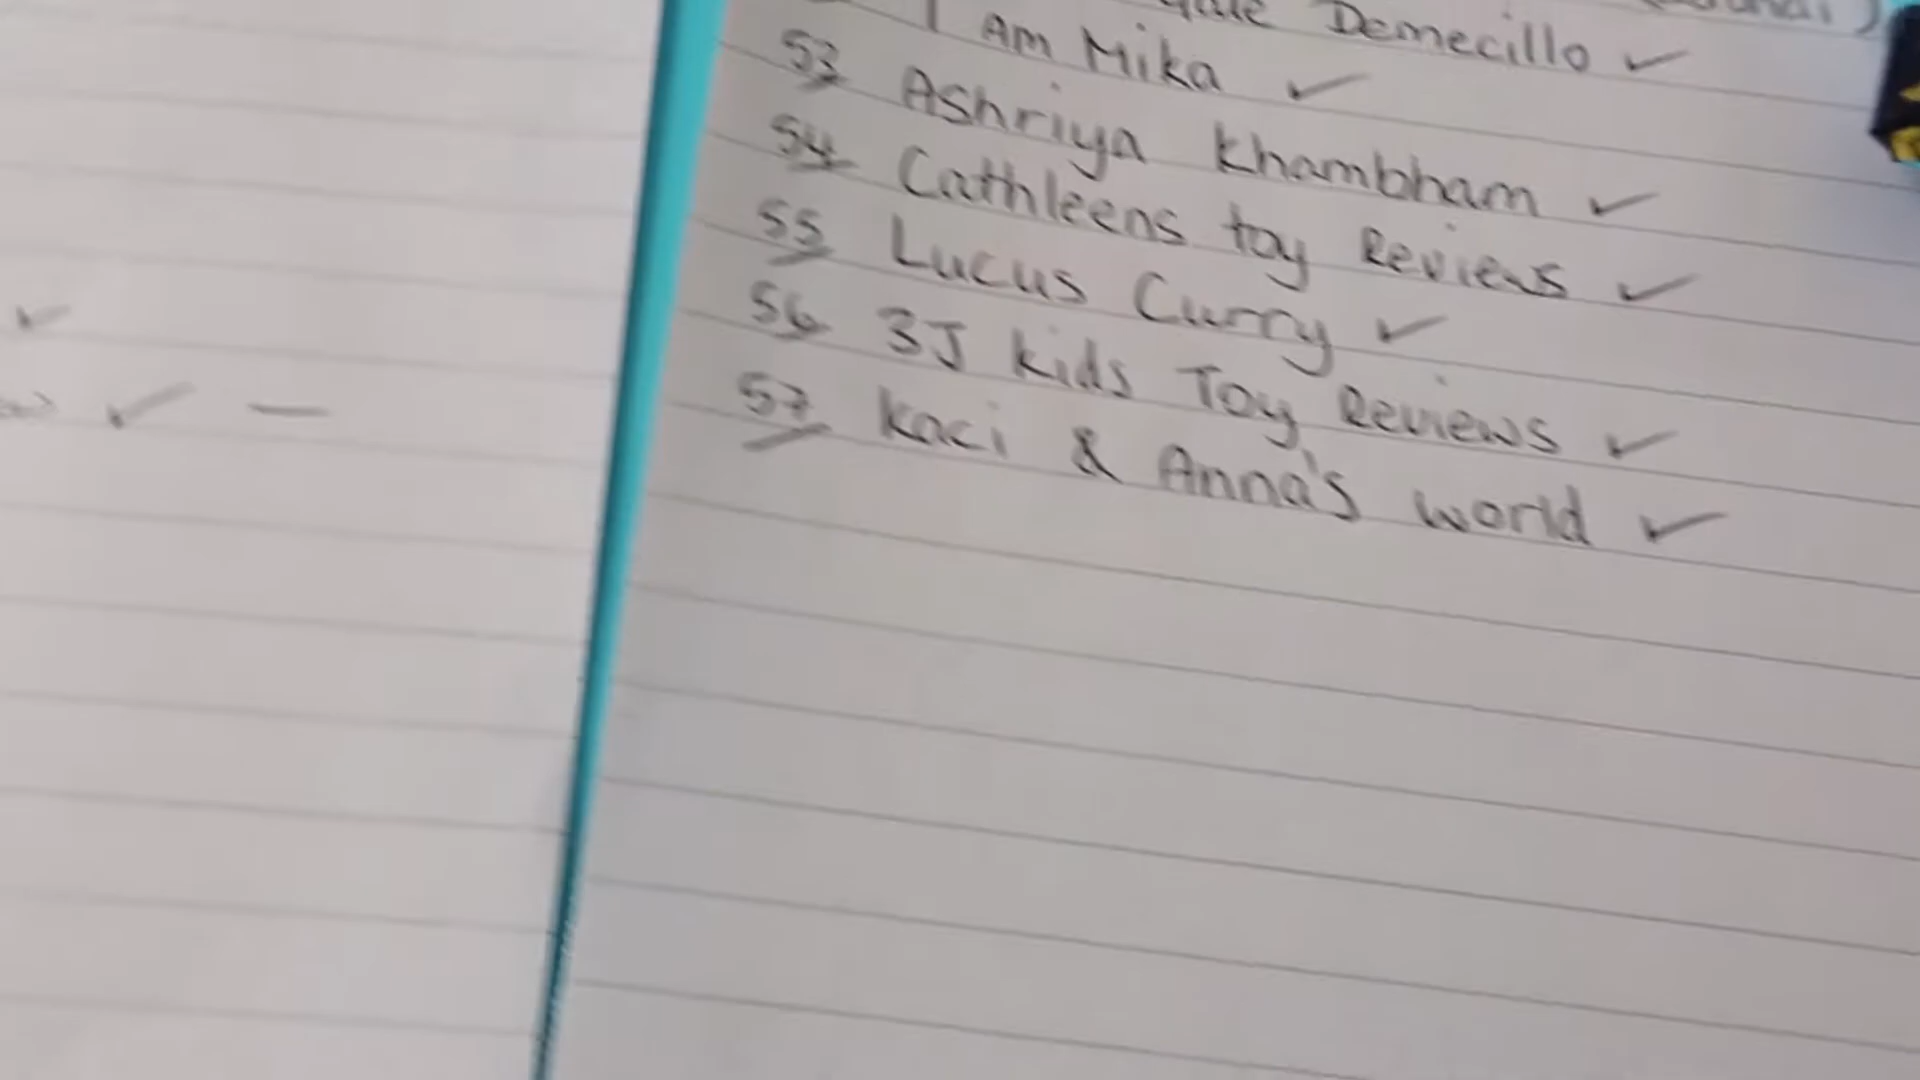 Demecillo ✓
I Am Mika ✓
53 Ashriya Khambham ✓
54 Cathleens toy Reviews ✓
55 Lucus Curry ✓
56 3J kids Toy Reviews ✓
57 Kaci & Anna's world ✓